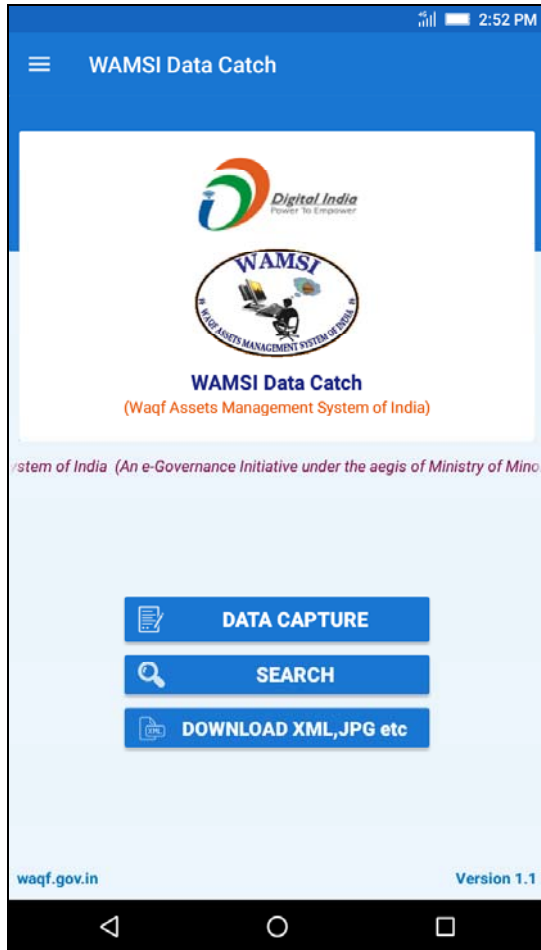 4G 2:52 PM
WAMSI Data Catch
Digital India
Power To Empower
WAMSI
WAQF ASSETS MANAGEMENT SYSTEM OF INDIA
WAMSI Data Catch
(Waqf Assets Management System of India)
ystem of India (An e-Governance Initiative under the aegis of Ministry of Mino
DATA CAPTURE
SEARCH
XML DOWNLOAD XML,JPG etc
waqf.gov.in Version 1.1